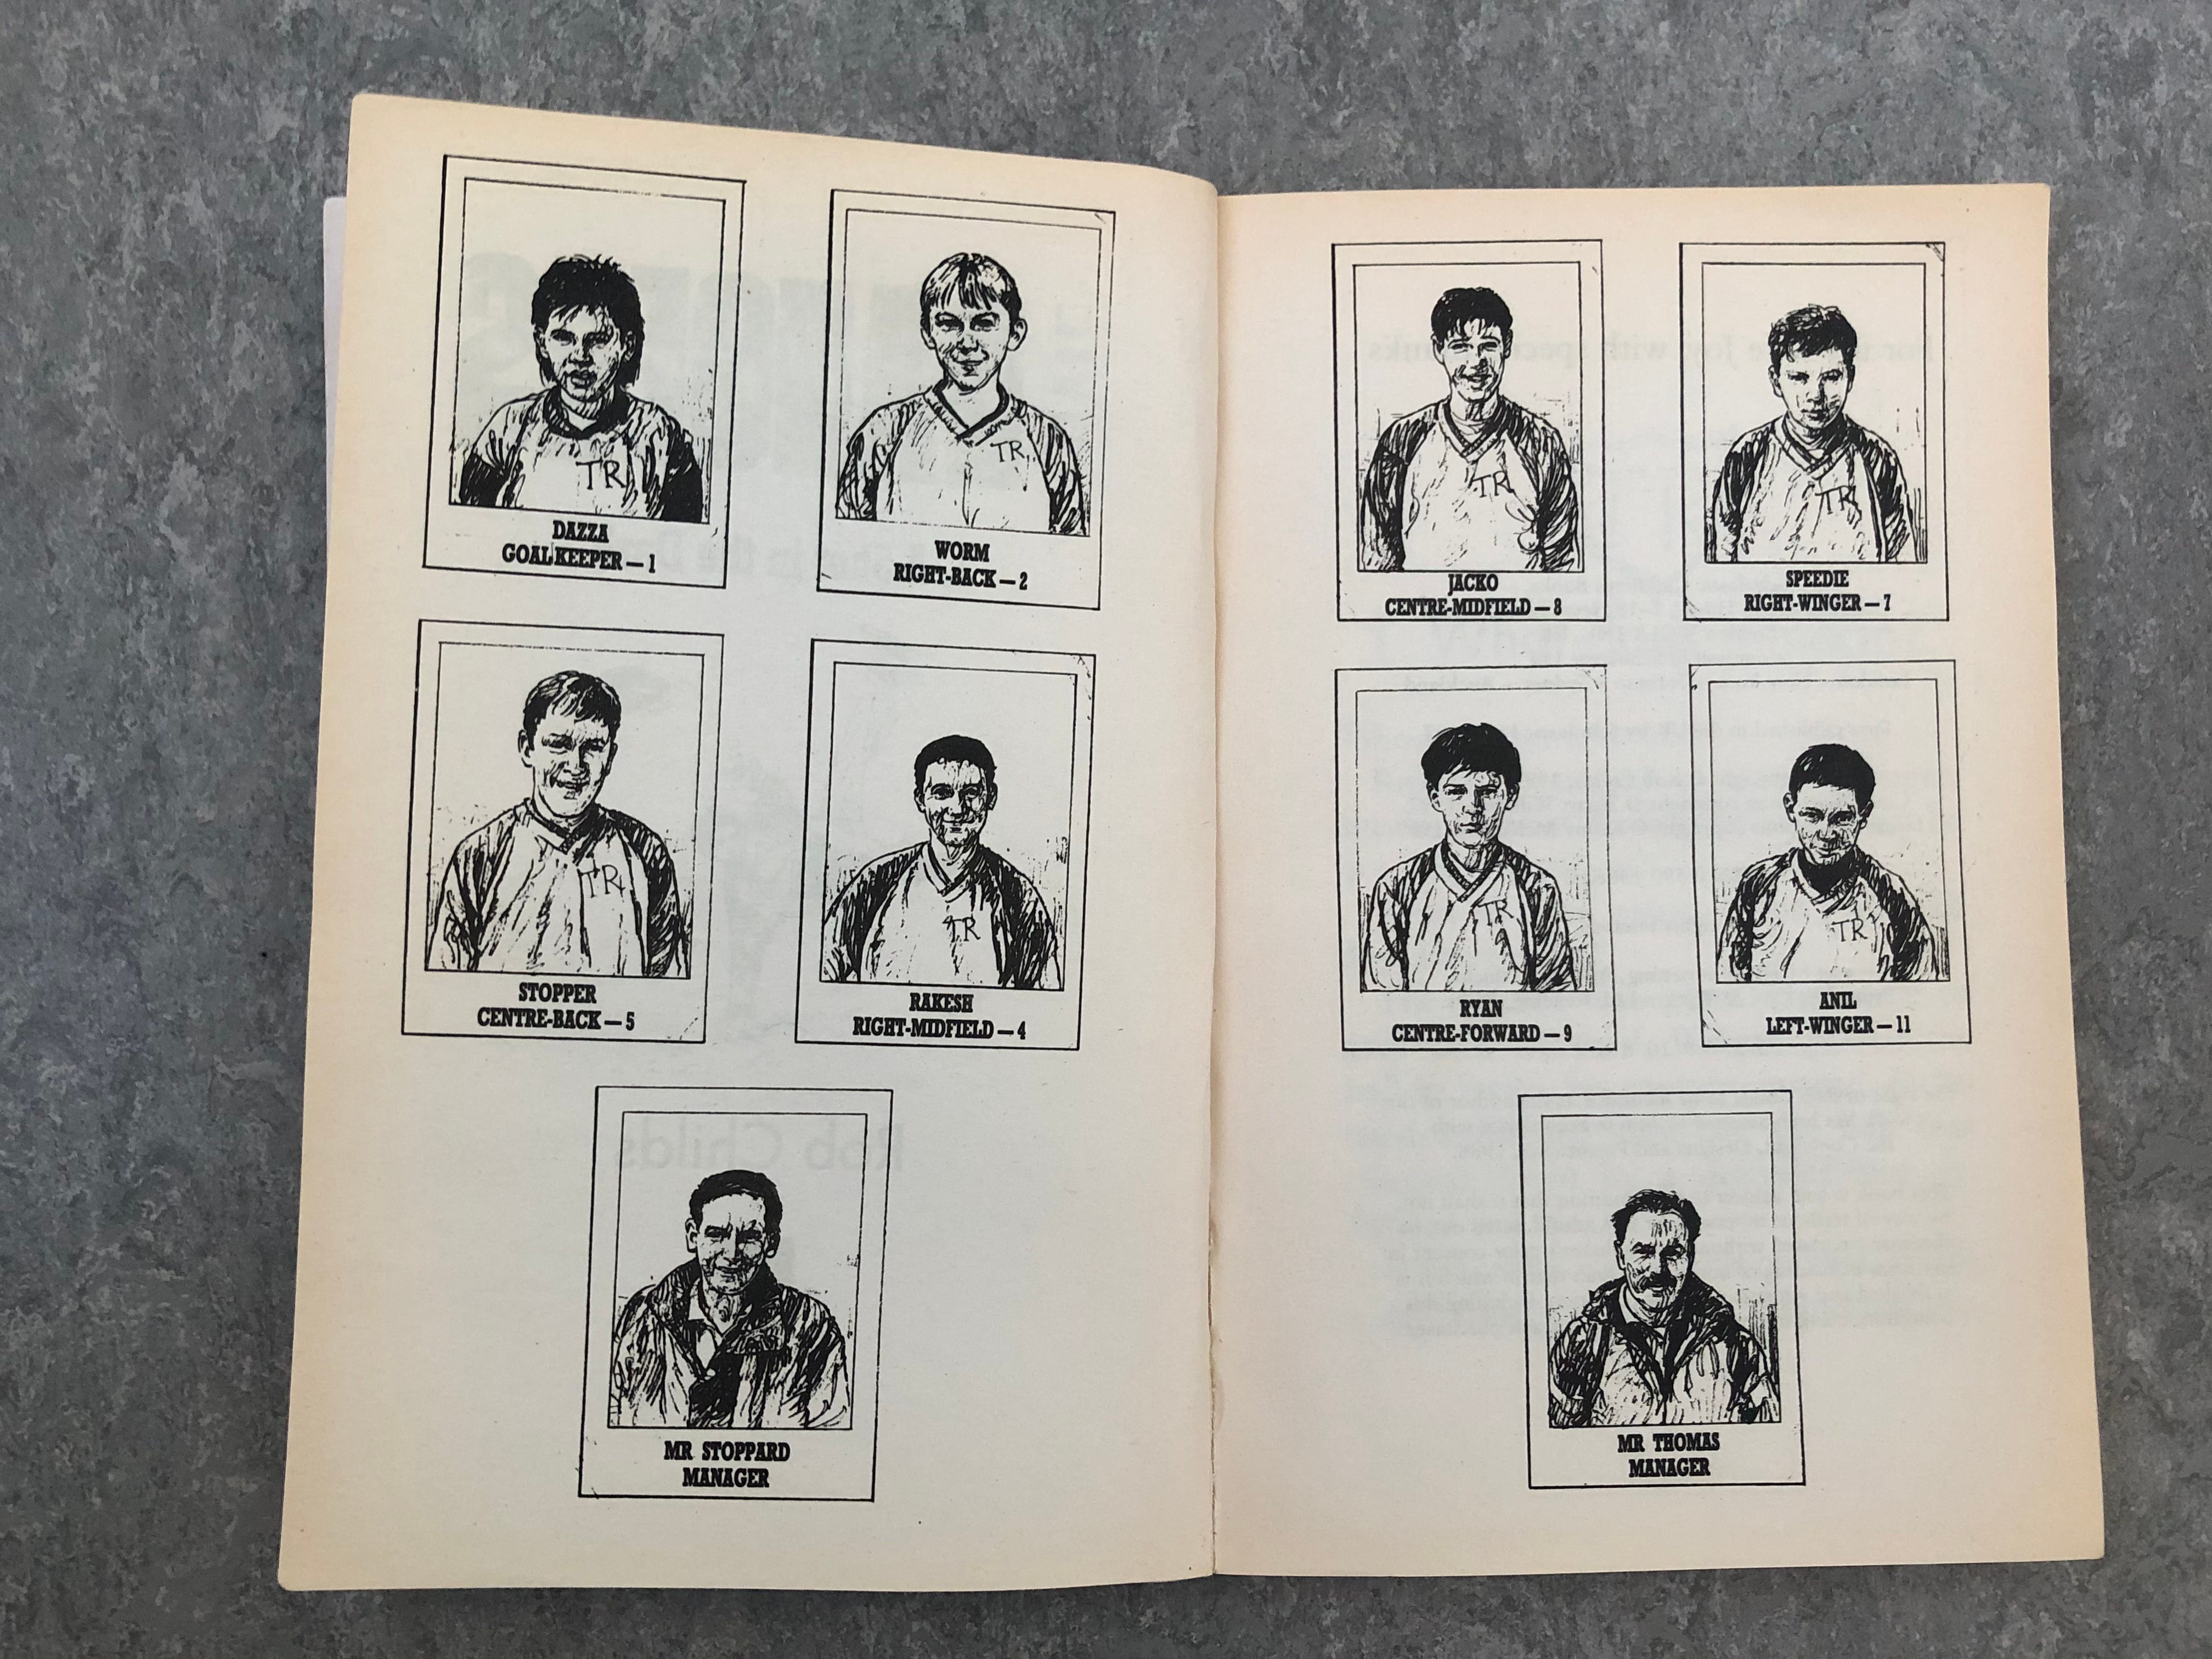 TR
DAZZA
GOALKEEPER — 1
TR
WORM
RIGHT-BACK — 2
TR
STOPPER
CENTRE-BACK — 5
TR
RAKESH
RIGHT-MIDFIELD — 4
MR STOPPARD
MANAGER
Rob Childs
TR
JACKO
CENTRE-MIDFIELD — 8
TR
SPEEDIE
RIGHT-WINGER — 7
TR
RYAN
CENTRE-FORWARD — 9
TR
ANIL
LEFT-WINGER — 11
MR THOMAS
MANAGER